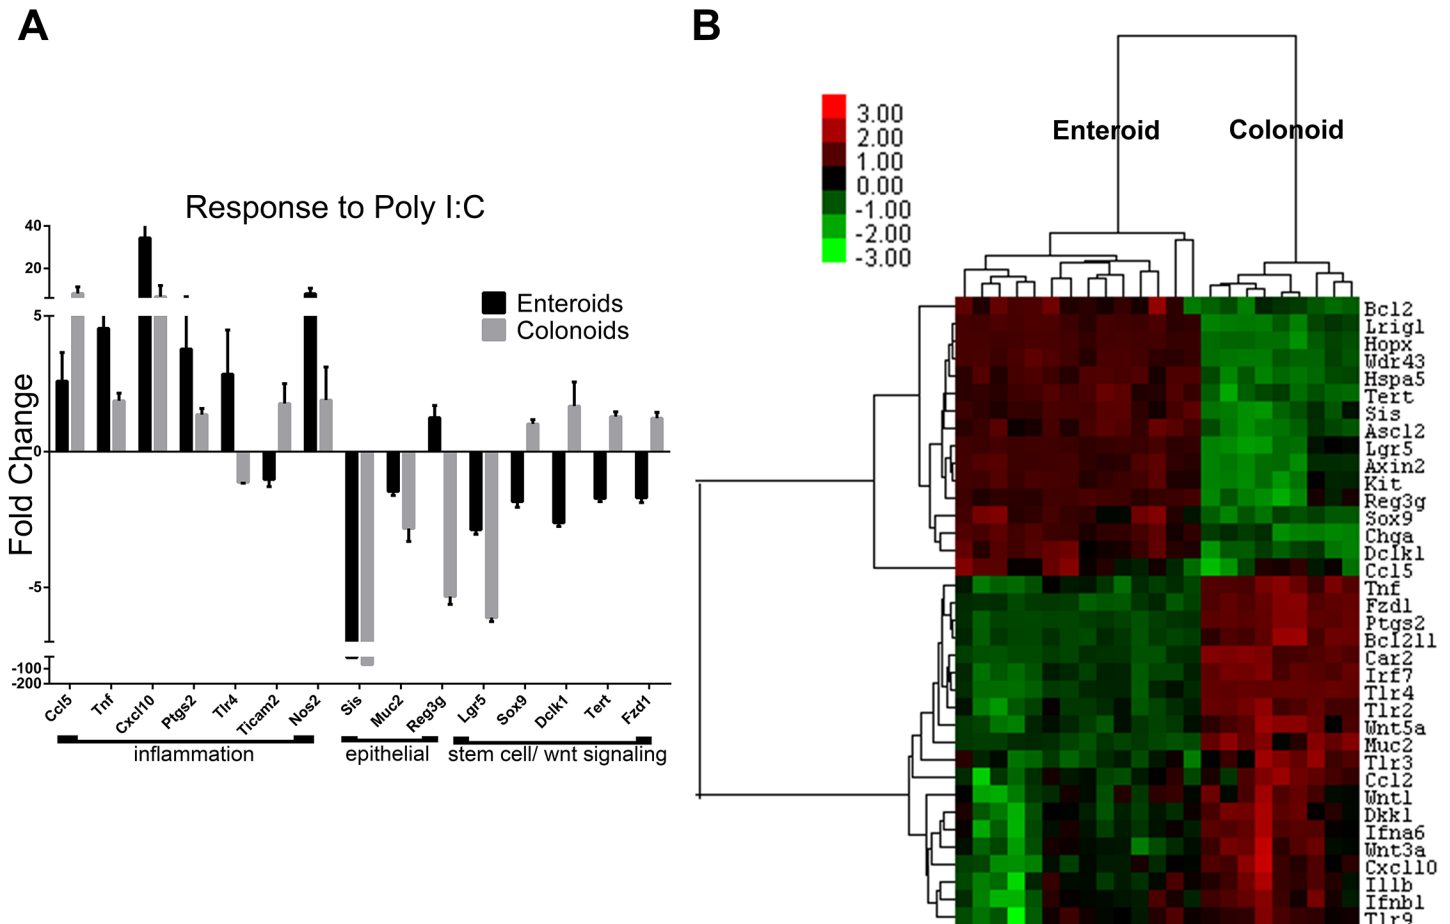 A
B
3.00
2.00
1.00
0.00
-1.00
-2.00
-3.00
Enteroid
Colonoid
Response to Poly I:C
40
20
5
0
-5
-100
-200
Fold Change
Enteroids
Colonoids
Ccl5
Tnf
Cxcl10
Ptgs2
Tlr4
Ticam2
Nos2
Sis
Muc2
Reg3g
Lgr5
Sox9
Dclk1
Tert
Fzd1
inflammation
epithelial
stem cell/ wnt signaling
Bcl2
Lrig1
Hopx
Wdr43
Hspa5
Tert
Sis
Ascl2
Lgr5
Axin2
Kit
Reg3g
Sox9
Chga
Dclk1
Ccl5
Tnf
Fzd1
Ptgs2
Bcl2l1
Car2
Irf7
Tlr4
Tlr2
Wnt5a
Muc2
Tlr3
Ccl2
Wnt1
Dkk1
Ifna6
Wnt3a
Cxcl10
Il1b
Ifnb1
Tlr9